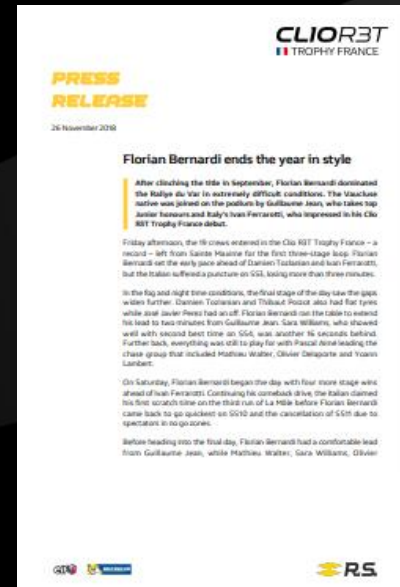 CLIOR3T
TROPHY FRANCE
PRESS
RELEASE
26 November 2018
Florian Bernardi ends the year in style
After clinching the title in September, Florian Bernardi dominated
the Rallye du Var in extremely difficult conditions. The Vaucluse
native was joined on the podium by Guillaume Jean, who takes top
Junior honours and Italy's Ivan Ferrarotti, who impressed in his Clio
R3T Trophy France debut.
Friday afternoon, the 19 crews entered in the Clio R3T Trophy France – a
record – left from Sainte Maxime for the first three-stage loop. Florian
Bernardi set the early pace ahead of Damien Tozlanian and Ivan Ferrarotti,
but the Italian suffered a puncture on SS3, losing more than three minutes.
In the fog and night time conditions, the final stage of the day saw the gaps
widen further. Damien Tozlanian and Thibaut Poizot also had flat tyres
while José Javier Perez had an off. Florian Bernardi ran the table to extend
his lead to two minutes from Guillaume Jean. Sara Williams, who showed
well with second best time on SS4, was another 16 seconds behind.
Further back, everything was still to play for with Pascal Aemé leading the
chase group that included Mathieu Walter, Olivier Delaporte and Yoann
Lambert.
On Saturday, Florian Bernardi began the day with four more stage wins
ahead of Ivan Ferrarotti. Continuing his comeback drive, the Italian claimed
his first scratch time on the third run of La Môle before Florian Bernardi
came back to go quickest on SS10 and the cancellation of SS11 due to
spectators in no go zones.
Before heading into the final day, Florian Bernardi had a comfortable lead
from Guillaume Jean, while Mathieu Walter, Sara Williams, Olivier
MICHELIN
R.S.